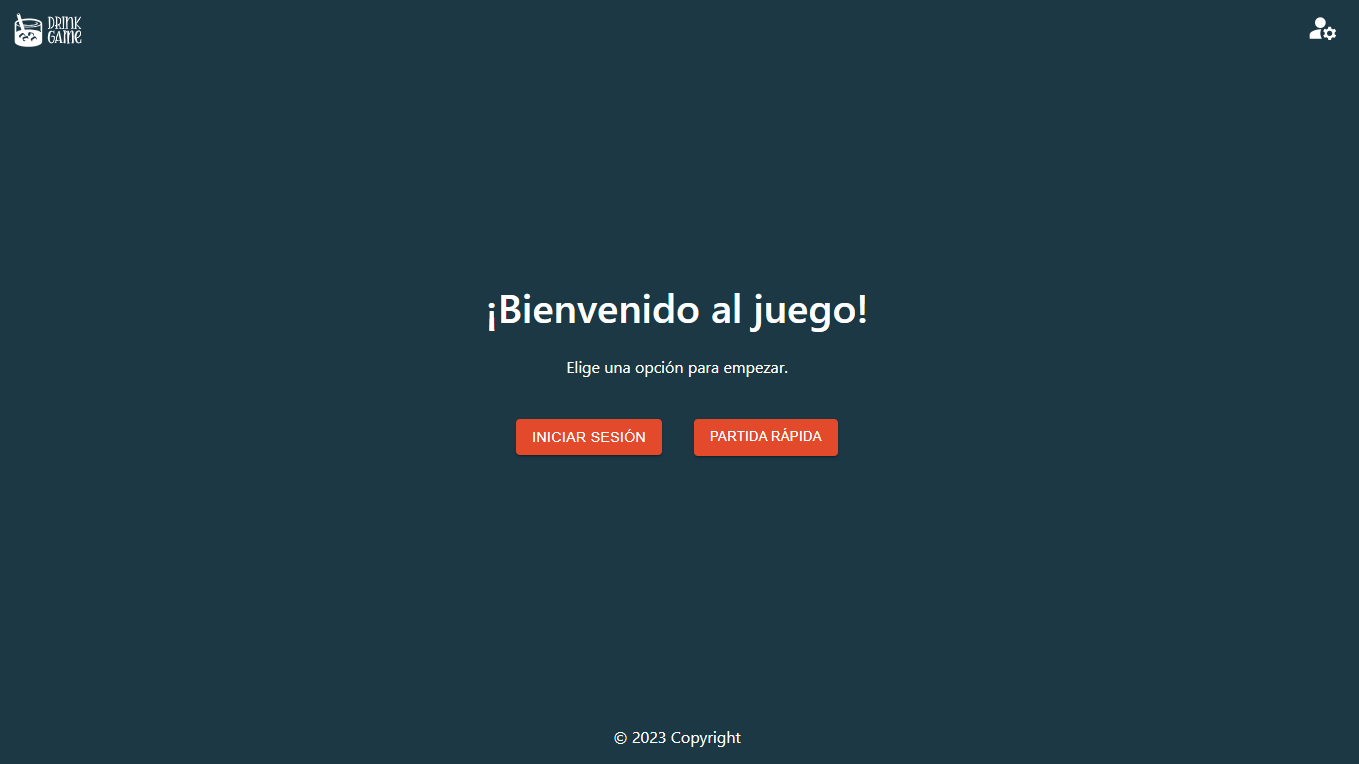 DRINK
GAME
¡Bienvenido al juego!
Elige una opción para empezar.
INICIAR SESIÓN
PARTIDA RÁPIDA
© 2023 Copyright